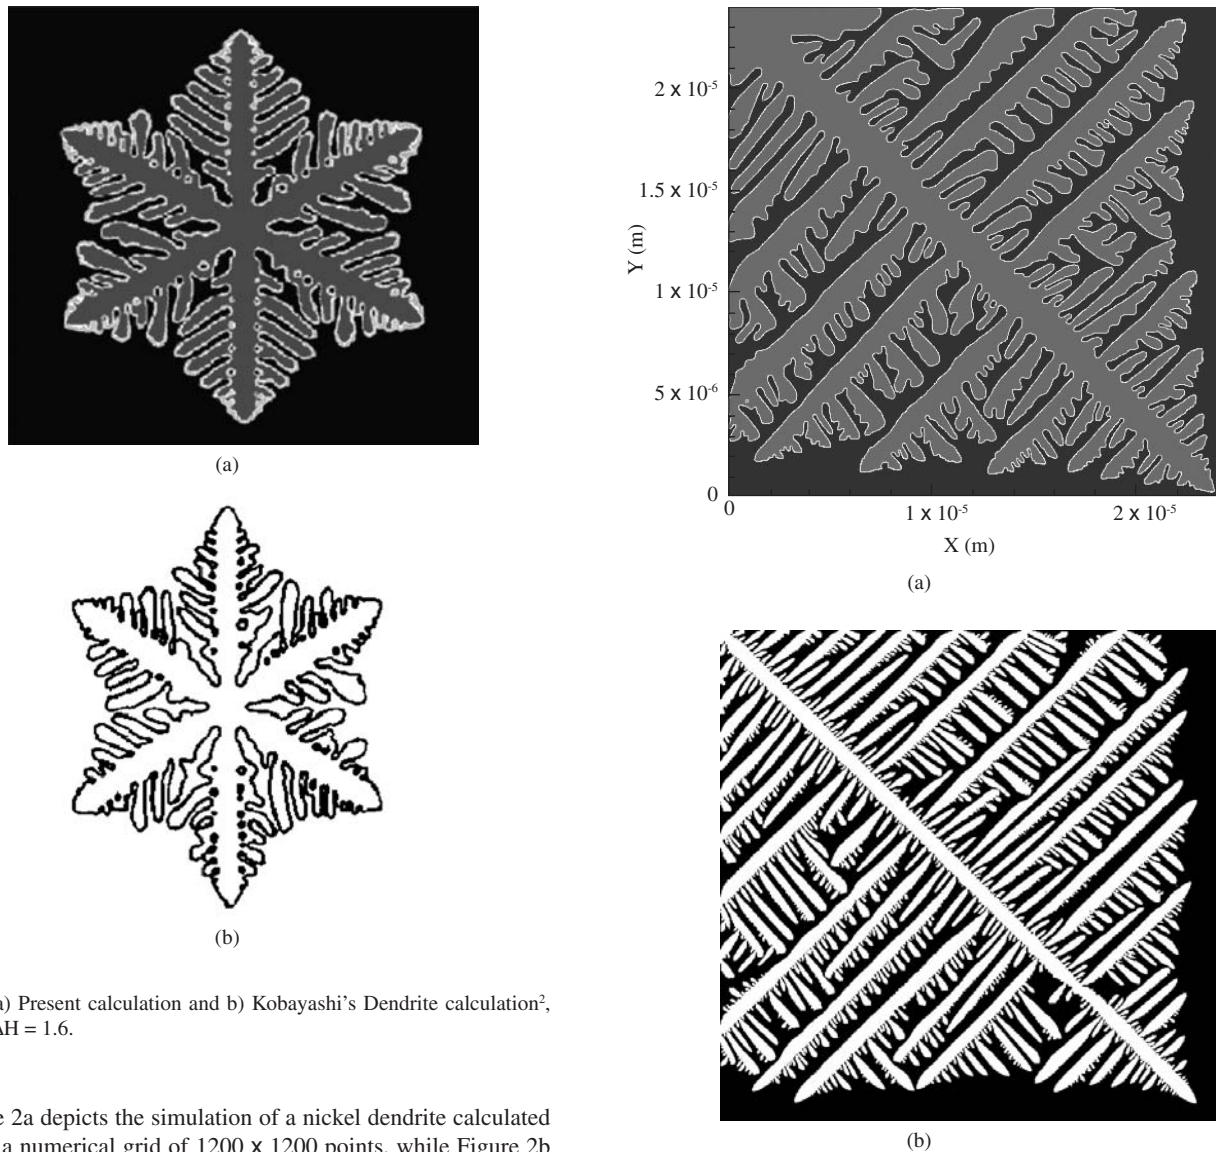 (a)
(b)
a) Present calculation and b) Kobayashi's Dendrite calculation²,
ΔH = 1.6.
e 2a depicts the simulation of a nickel dendrite calculated
a numerical grid of 1200 x 1200 points, while Figure 2b
2 x 10⁻⁵
1.5 x 10⁻⁵
Y (m)
1 x 10⁻⁵
5 x 10⁻⁶
0
0 1 x 10⁻⁵ 2 x 10⁻⁵
X (m)
(a)
(b)